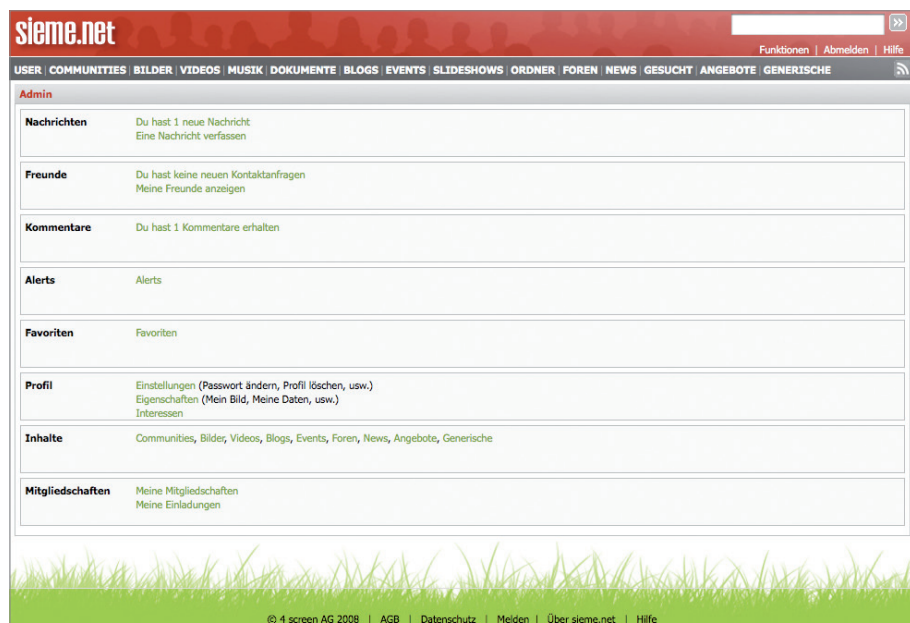 sieme.net
Funktionen | Abmelden | Hilfe
USER | COMMUNITIES | BILDER | VIDEOS | MUSIK | DOKUMENTE | BLOGS | EVENTS | SLIDESHOWS | ORDNER | FOREN | NEWS | GESUCHT | ANGEBOTE | GENERISCHE
Admin
Nachrichten Du hast 1 neue Nachricht
Eine Nachricht verfassen
Freunde Du hast keine neuen Kontaktanfragen
Meine Freunde anzeigen
Kommentare Du hast 1 Kommentare erhalten
Alerts Alerts
Favoriten Favoriten
Profil Einstellungen (Passwort ändern, Profil löschen, usw.)
Eigenschaften (Mein Bild, Meine Daten, usw.)
Interessen
Inhalte Communities, Bilder, Videos, Blogs, Events, Foren, News, Angebote, Generische
Mitgliedschaften Meine Mitgliedschaften
Meine Einladungen
© 4 screen AG 2008 | AGB | Datenschutz | Melden | Über sieme.net | Hilfe